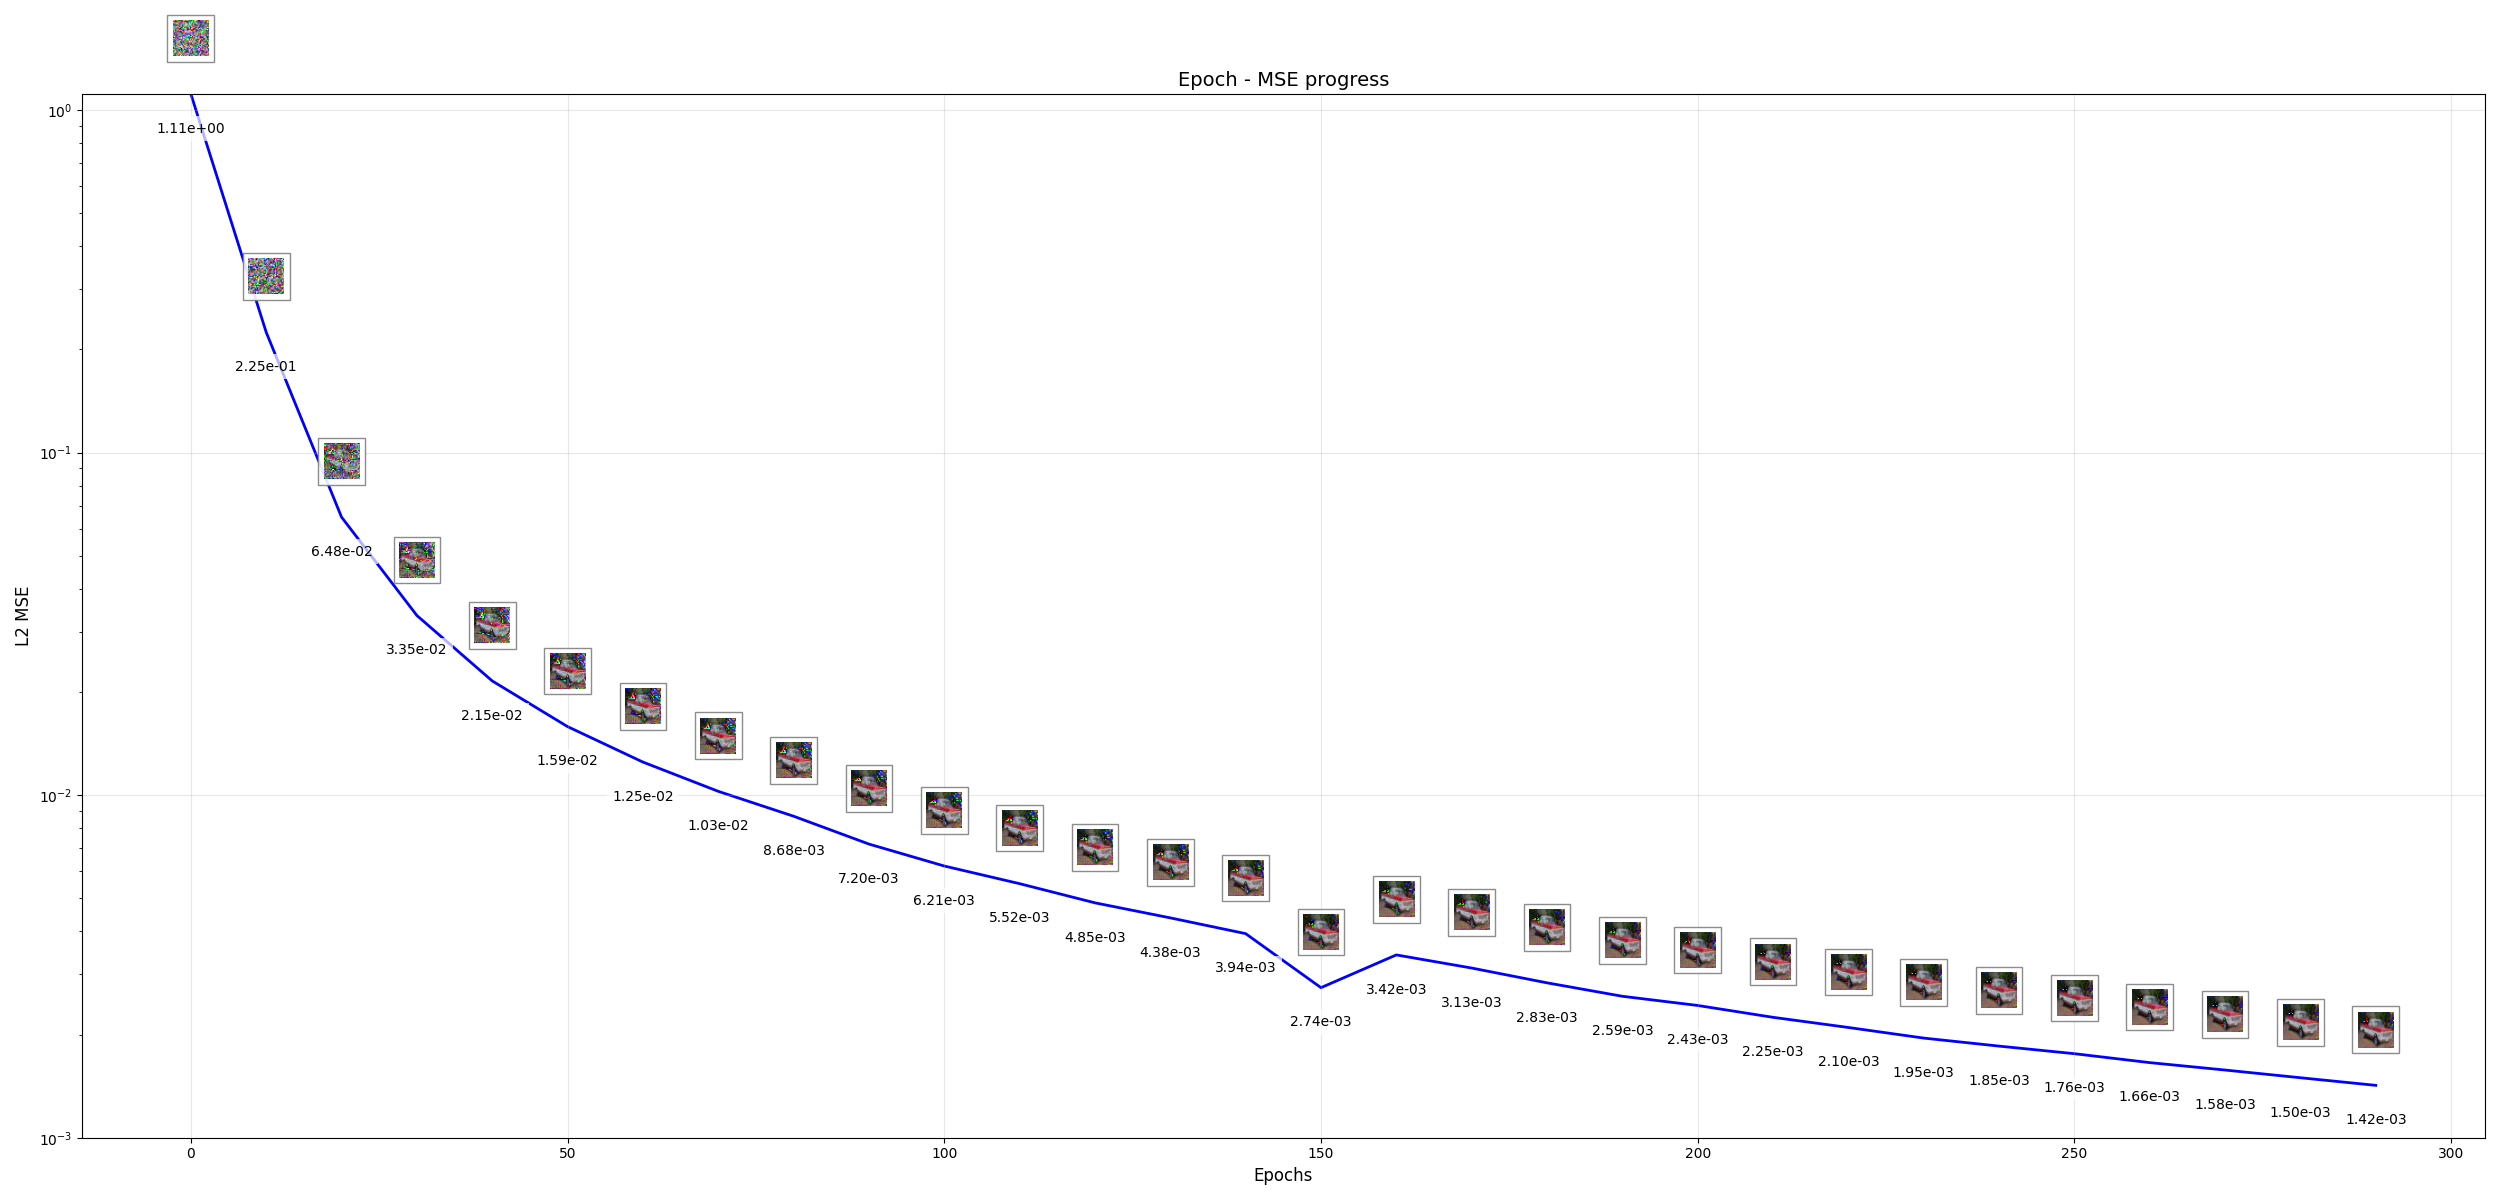 Epoch - MSE progress
10⁰
10⁻¹
10⁻²
10⁻³
L2 MSE
1.11e+00
2.25e-01
6.48e-02
3.35e-02
2.15e-02
1.59e-02
1.25e-02
1.03e-02
8.68e-03
7.20e-03
6.21e-03
5.52e-03
4.85e-03
4.38e-03
3.94e-03
2.74e-03
3.42e-03
3.13e-03
2.83e-03
2.59e-03
2.43e-03
2.25e-03
2.10e-03
1.95e-03
1.85e-03
1.76e-03
1.66e-03
1.58e-03
1.50e-03
1.42e-03
0 50 100 150 200 250 300
Epochs